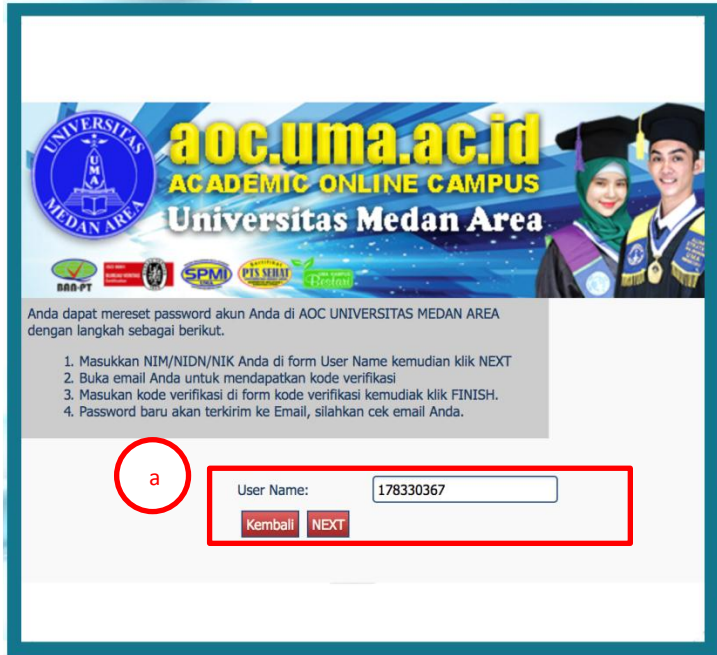 UNIVERSITAS
UMA
MEDAN AREA
aoc.uma.ac.id
ACADEMIC ONLINE CAMPUS
Universitas Medan Area
BAN-PT
SPMI
PTS SEHAT
Bestari
Anda dapat mereset password akun Anda di AOC UNIVERSITAS MEDAN AREA
dengan langkah sebagai berikut.
1. Masukkan NIM/NIDN/NIK Anda di form User Name kemudian klik NEXT
2. Buka email Anda untuk mendapatkan kode verifikasi
3. Masukan kode verifikasi di form kode verifikasi kemudiak klik FINISH.
4. Password baru akan terkirim ke Email, silahkan cek email Anda.
a
User Name: 178330367
Kembali NEXT